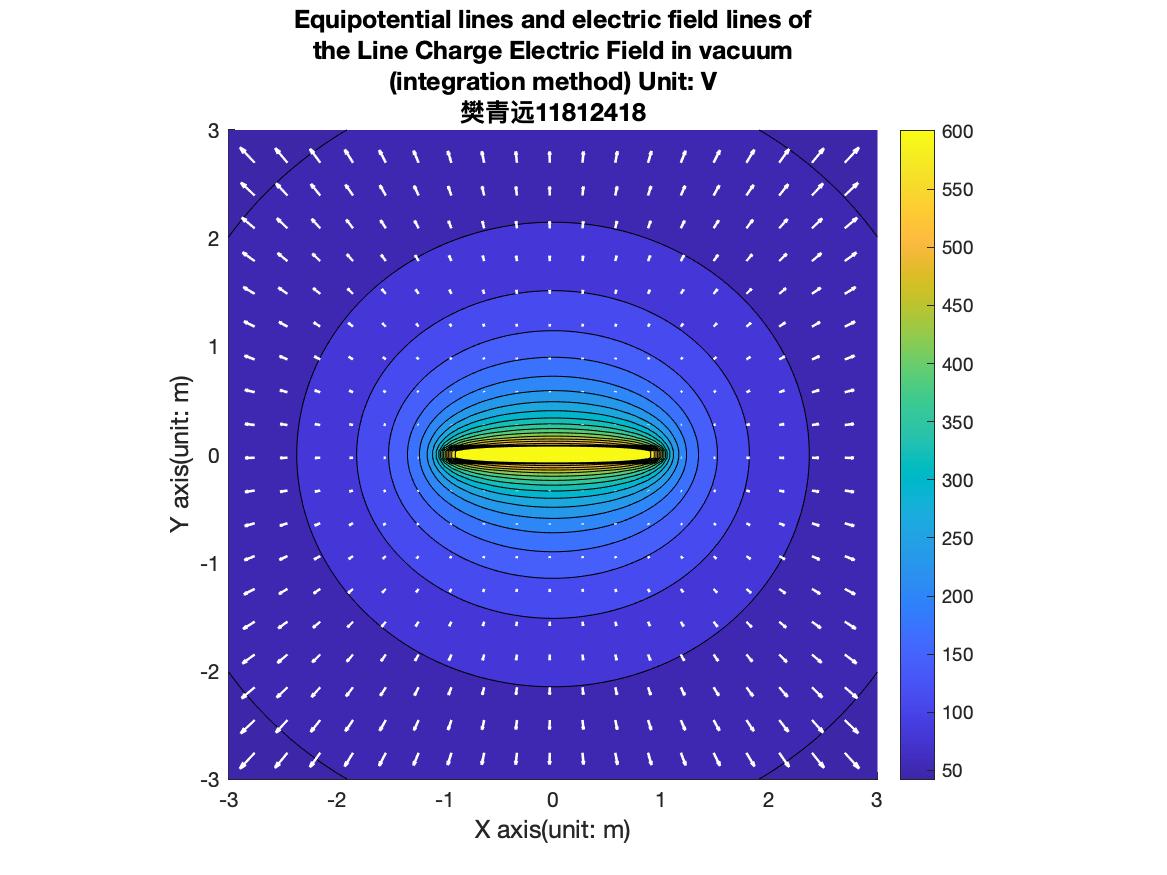 Equipotential lines and electric field lines of
the Line Charge Electric Field in vacuum
(integration method) Unit: V
樊青远11812418
3
2
1
0
-1
-2
-3
Y axis(unit: m)
-3 -2 -1 0 1 2 3
X axis(unit: m)
600
550
500
450
400
350
300
250
200
150
100
50